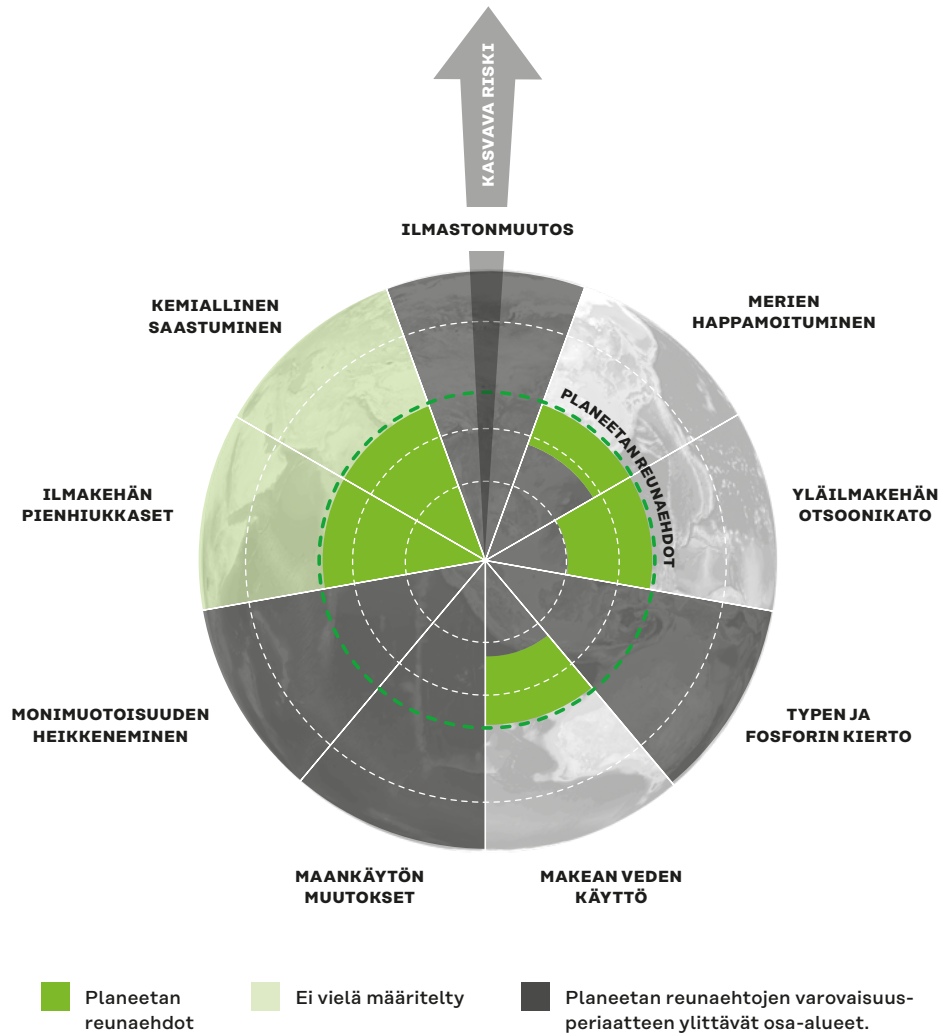 KASVAVA RISKI
ILMASTONMUUTOS
KEMIALLINEN
SAASTUMINEN
MERIEN
HAPPAMOITUMINEN
PLANEETAN REUNAEHDOT
ILMAKEHÄN
PIENHIUKKASET
YLÄILMAKEHÄN
OTSOONIKATO
MONIMUOTOISUUDEN
HEIKKENEMINEN
TYPEN JA
FOSFORIN KIERTO
MAANKÄYTÖN
MUUTOKSET
MAKEAN VEDEN
KÄYTTÖ
Planeetan
reunaehdot
Ei vielä määritelty
Planeetan reunaehtojen varovaisuus-
periaatteen ylittävät osa-alueet.